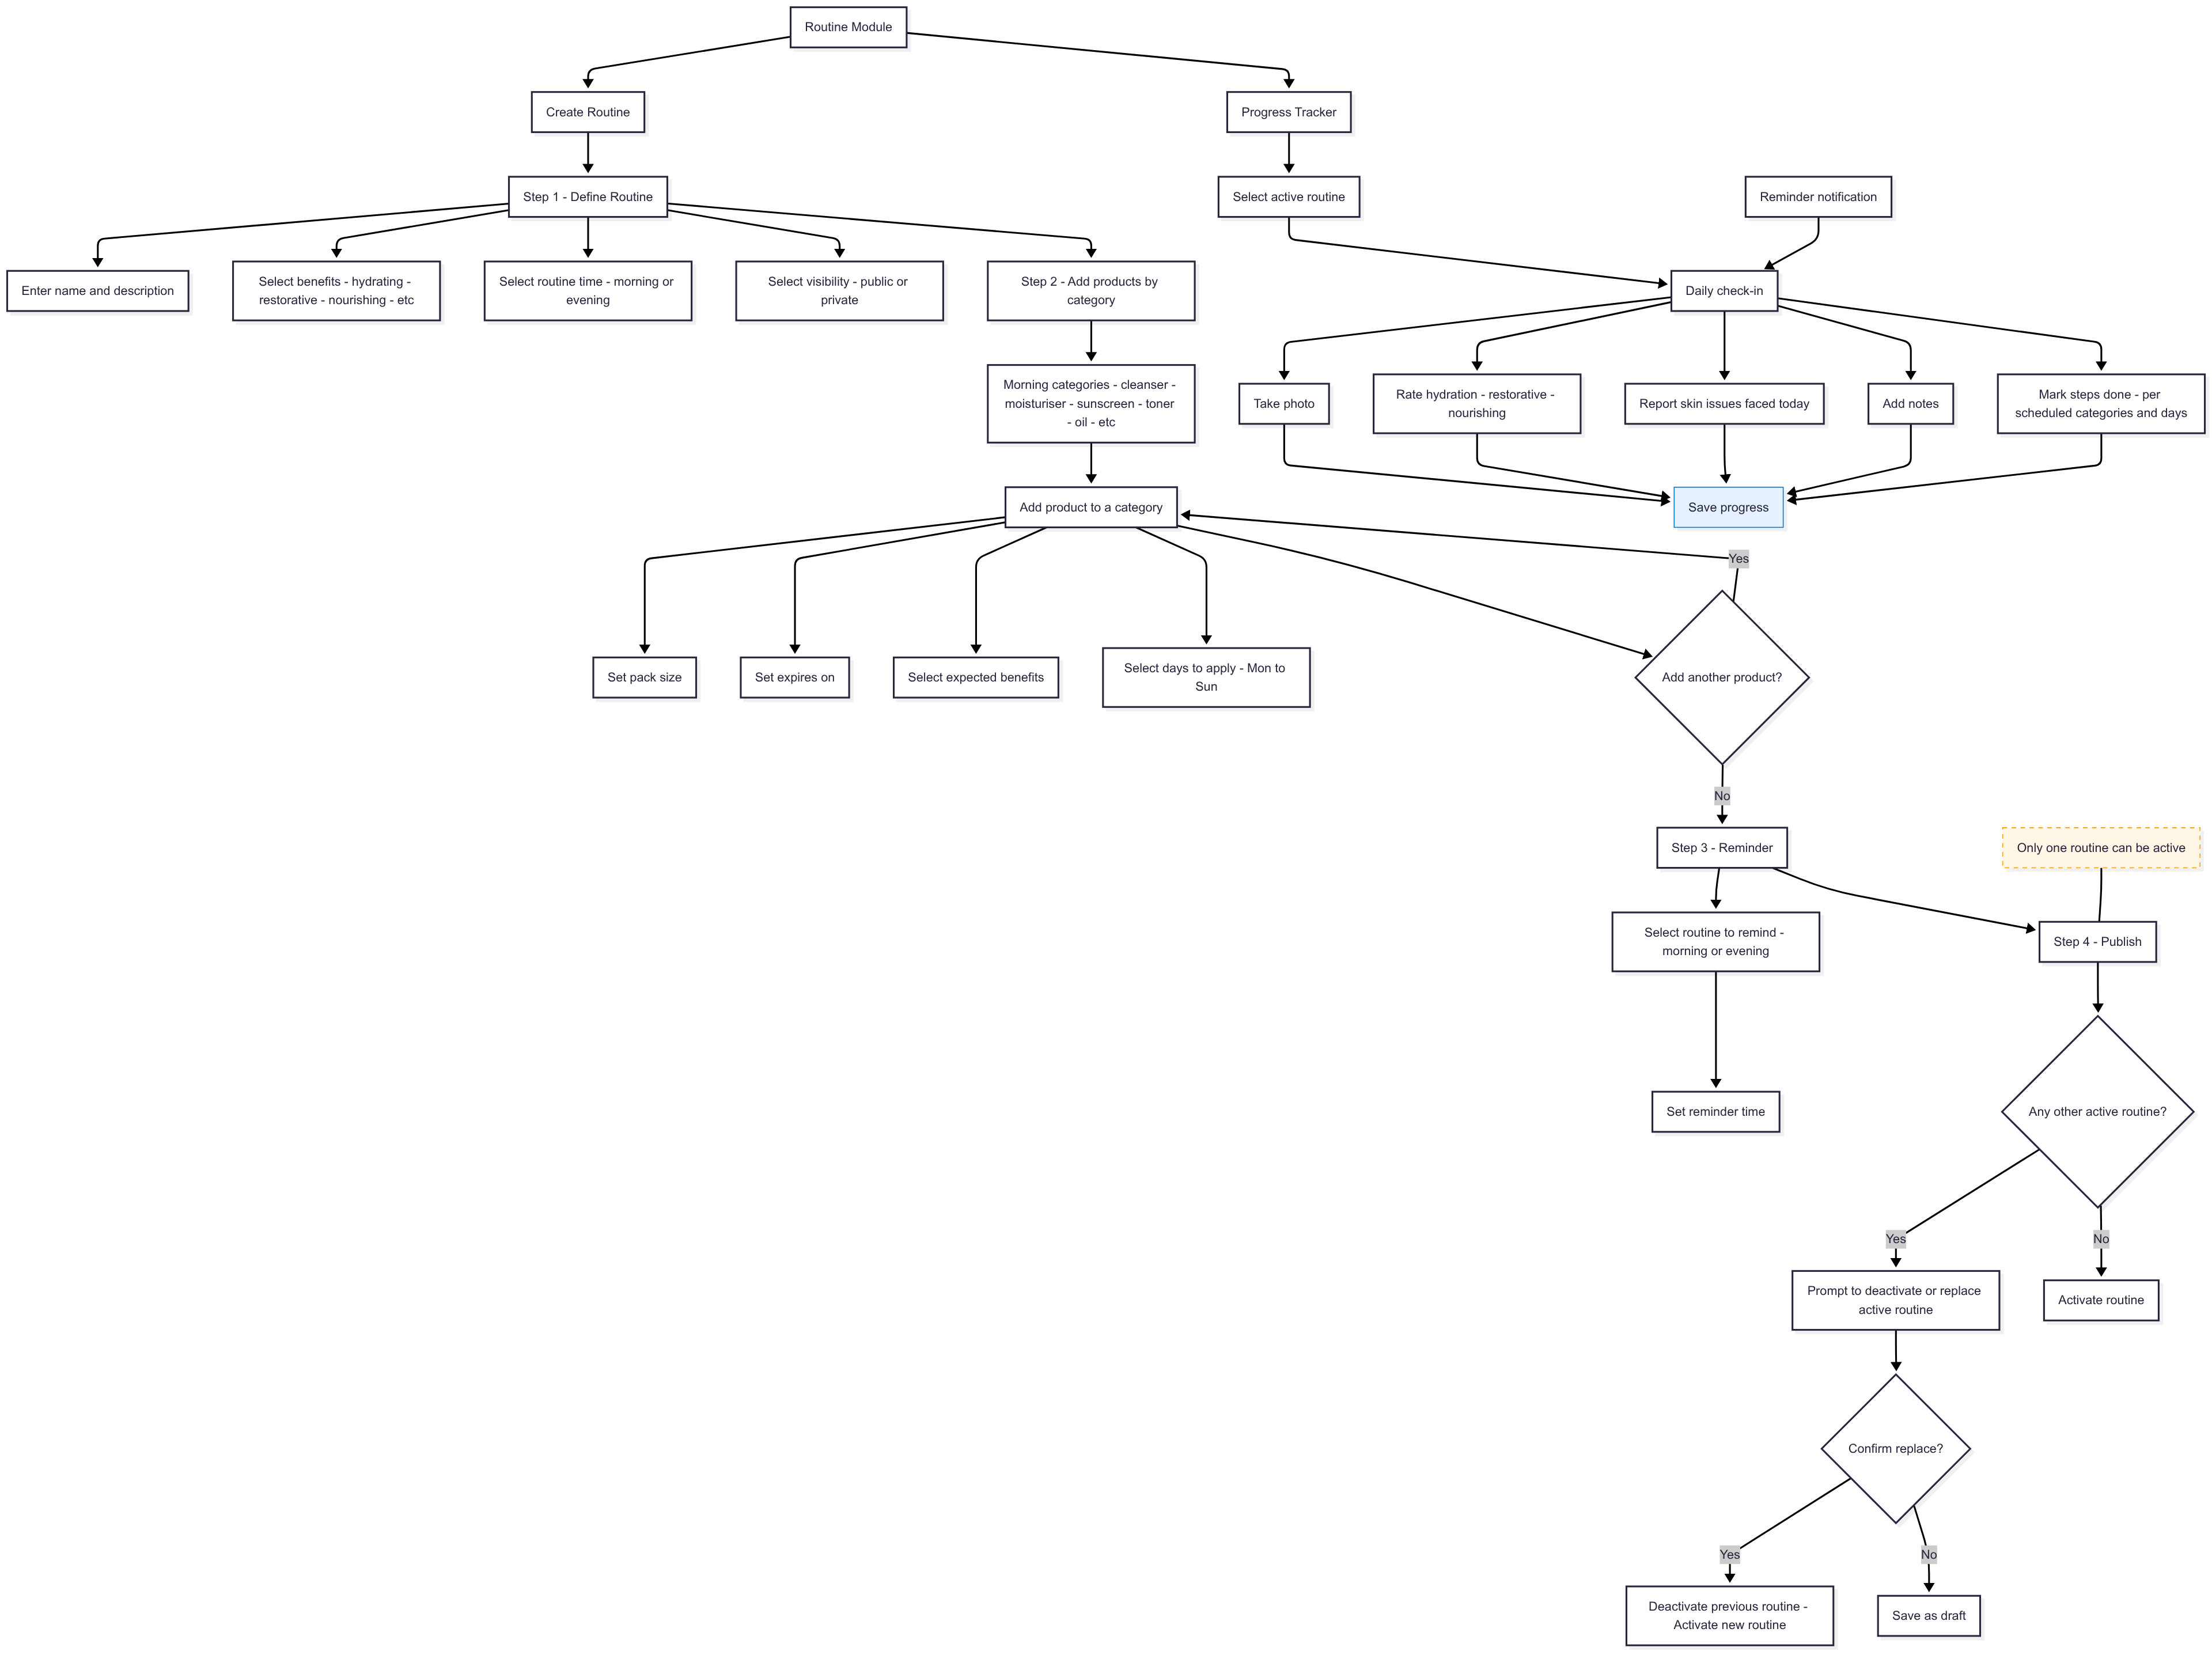 Routine Module
Create Routine
Progress Tracker
Step 1 - Define Routine
Select active routine
Reminder notification
Enter name and description
Select benefits - hydrating -
restorative - nourishing - etc
Select routine time - morning or
evening
Select visibility - public or
private
Step 2 - Add products by
category
Daily check-in
Morning categories - cleanser -
moisturiser - sunscreen - toner
- oil - etc
Take photo
Rate hydration - restorative -
nourishing
Report skin issues faced today
Add notes
Mark steps done - per
scheduled categories and days
Add product to a category
Save progress
Yes
Set pack size
Set expires on
Select expected benefits
Select days to apply - Mon to
Sun
Add another product?
No
Step 3 - Reminder
Only one routine can be active
Select routine to remind -
morning or evening
Step 4 - Publish
Set reminder time
Any other active routine?
Yes
No
Prompt to deactivate or replace
active routine
Activate routine
Confirm replace?
Yes
No
Deactivate previous routine -
Activate new routine
Save as draft